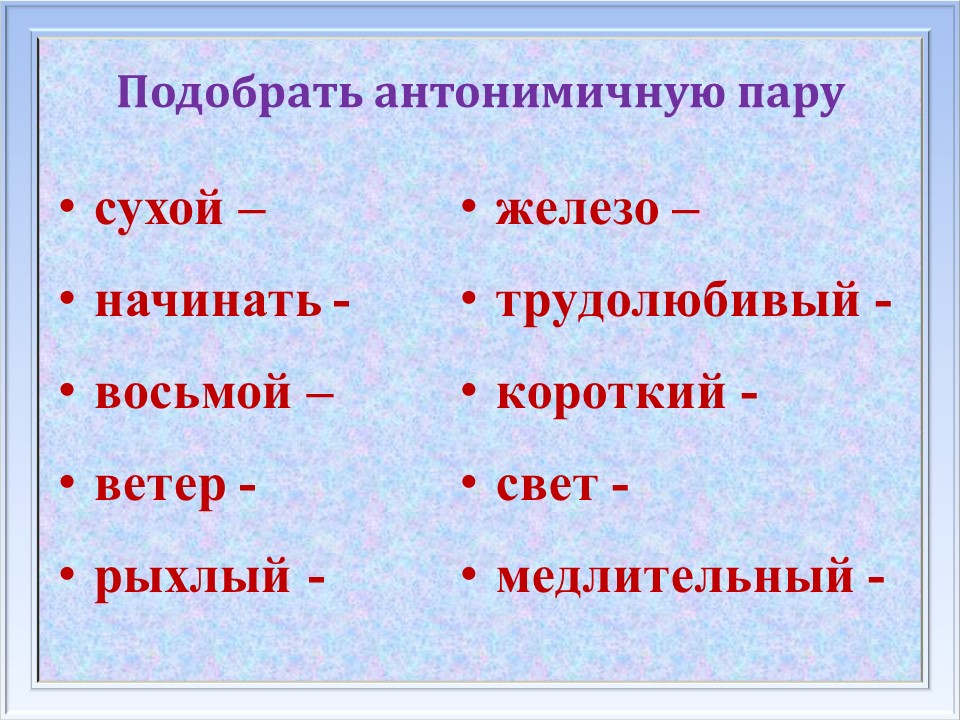 Подобрать антонимичную пару
• сухой –
• начинать -
• восьмой –
• ветер -
• рыхлый -
• железо –
• трудолюбивый -
• короткий -
• свет -
• медлительный -